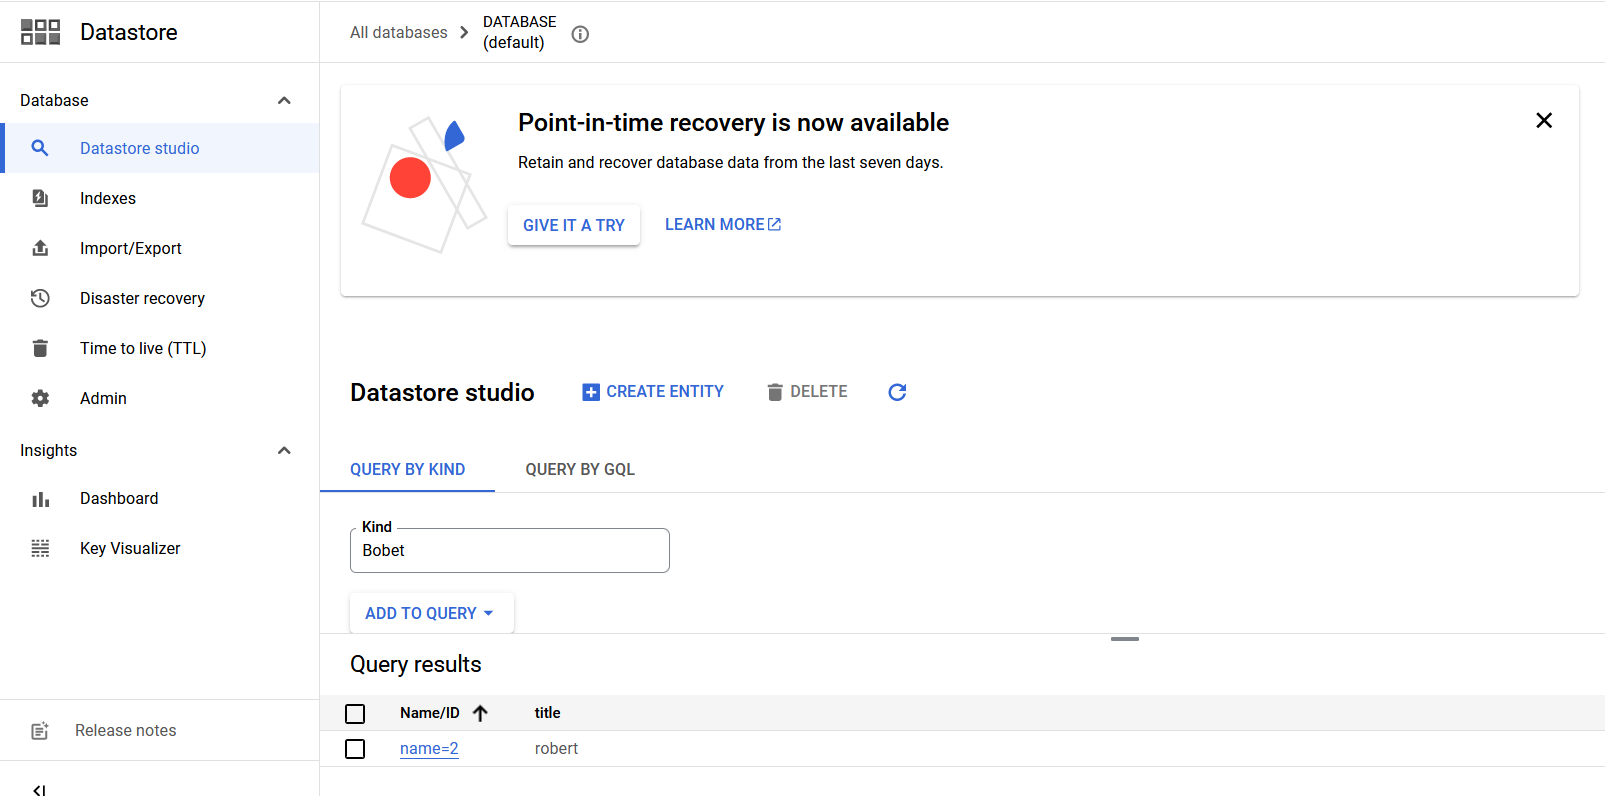 Datastore
All databases
DATABASE
(default)
Database
Datastore studio
Indexes
Import/Export
Disaster recovery
Time to live (TTL)
Admin
Insights
Dashboard
Key Visualizer
Release notes
Point-in-time recovery is now available
Retain and recover database data from the last seven days.
GIVE IT A TRY LEARN MORE
Datastore studio CREATE ENTITY DELETE
QUERY BY KIND QUERY BY GQL
Kind
Bobet
ADD TO QUERY
Query results
Name/ID title
name=2 robert